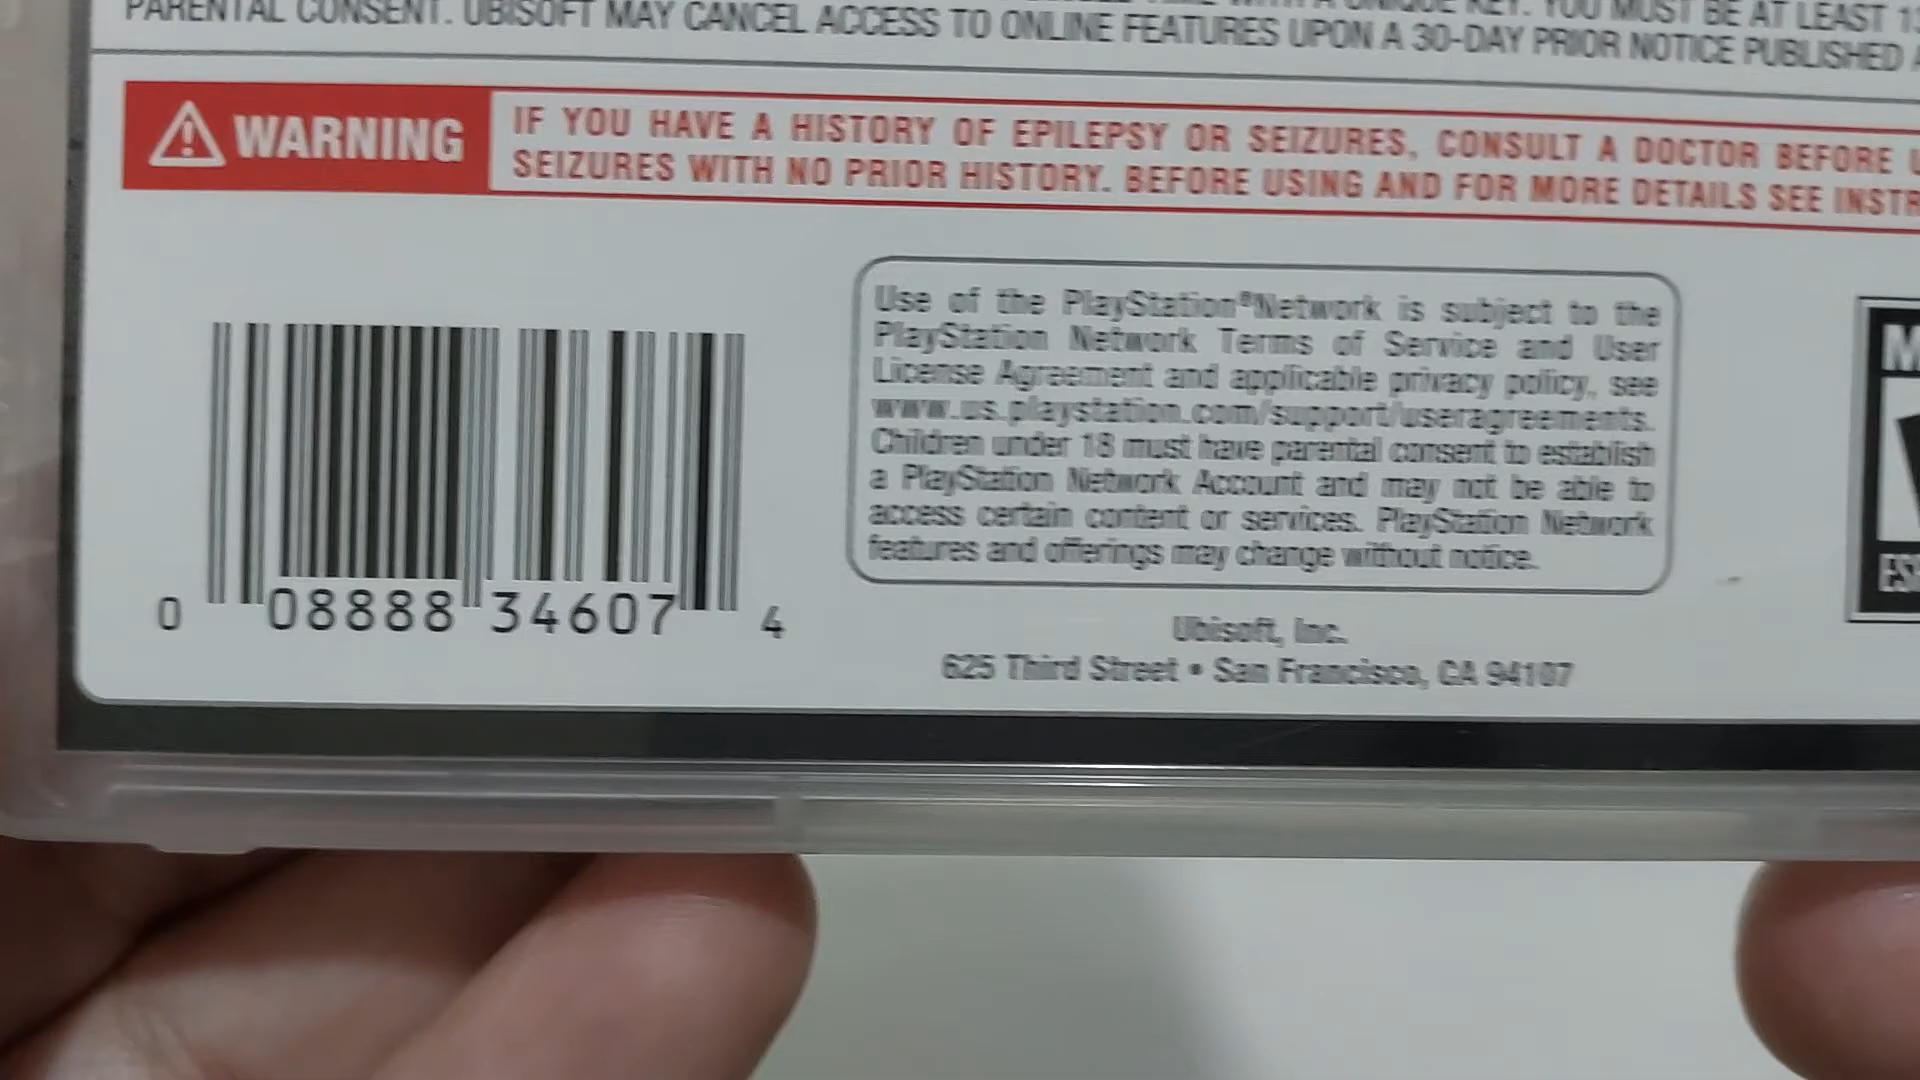 PARENTAL CONSENT. UBISOFT MAY CANCEL ACCESS TO ONLINE FEATURES UPON A 30-DAY PRIOR NOTICE PUBLISHED
WARNING
IF YOU HAVE A HISTORY OF EPILEPSY OR SEIZURES, CONSULT A DOCTOR BEFORE
SEIZURES WITH NO PRIOR HISTORY. BEFORE USING AND FOR MORE DETAILS SEE INSTR
Use of the PlayStation®Network is subject to the
PlayStation Network Terms of Service and User
License Agreement and applicable privacy policy, see
www.us.playstation.com/support/useragreements.
Children under 18 must have parental consent to establish
a PlayStation Network Account and may not be able to
access certain content or services. PlayStation Network
features and offerings may change without notice.
0 08888 34607 4
Ubisoft, Inc.
625 Third Street • San Francisco, CA 94107
M